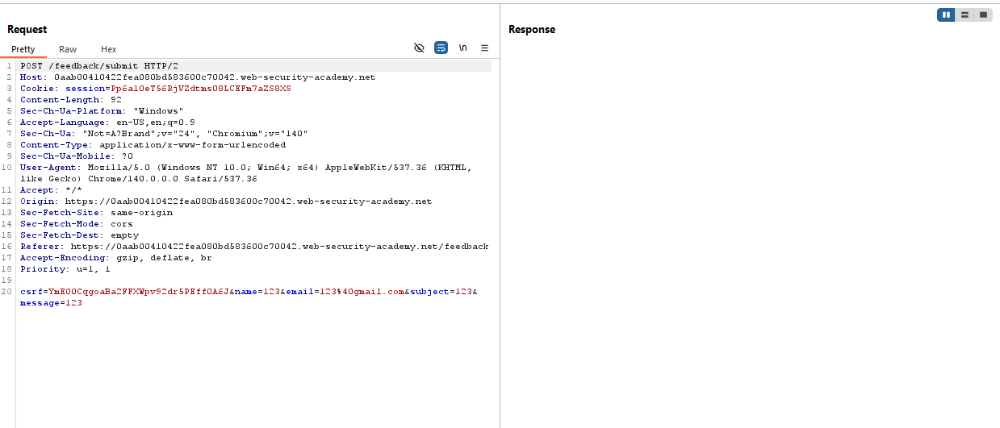 Request
Pretty Raw Hex
\n
1 POST /feedback/submit HTTP/2
2 Host: 0aab00410422fea080bd583600c70042.web-security-academy.net
3 Cookie: session=Pp6al0eT56RjVZdtms08LCEFm7aZS8XS
4 Content-Length: 92
5 Sec-Ch-Ua-Platform: "Windows"
6 Accept-Language: en-US,en;q=0.9
7 Sec-Ch-Ua: "Not=A?Brand";v="24", "Chromium";v="140"
8 Content-Type: application/x-www-form-urlencoded
9 Sec-Ch-Ua-Mobile: ?0
10 User-Agent: Mozilla/5.0 (Windows NT 10.0; Win64; x64) AppleWebKit/537.36 (KHTML,
like Gecko) Chrome/140.0.0.0 Safari/537.36
11 Accept: */*
12 Origin: https://0aab00410422fea080bd583600c70042.web-security-academy.net
13 Sec-Fetch-Site: same-origin
14 Sec-Fetch-Mode: cors
15 Sec-Fetch-Dest: empty
16 Referer: https://0aab00410422fea080bd583600c70042.web-security-academy.net/feedback
17 Accept-Encoding: gzip, deflate, br
18 Priority: u=1, i
19
20 csrf=YmE00CqgoaBa2FFXWpv92dr5PEff0A6J&name=123&email=123%40gmail.com&subject=123&
message=123
Response